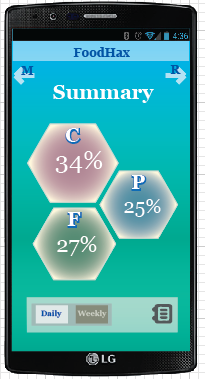 4:36
FoodHax
M R
Summary
C
34%
P
25%
F
27%
Daily Weekly
LG